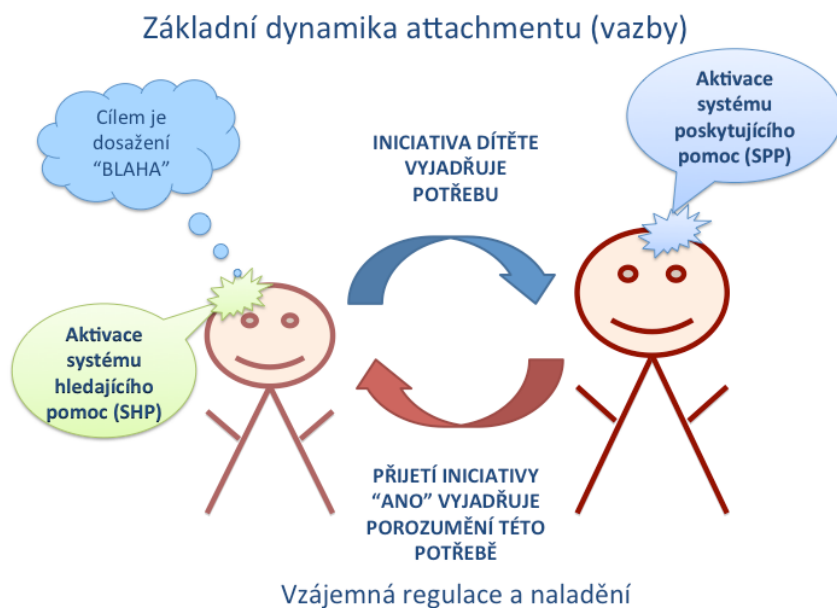 Základní dynamika attachmentu (vazby)
Cílem je
dosažení
“BLAHA”
INICIATIVA DÍTĚTE
VYJADŘUJE
POTŘEBU
Aktivace
systému
poskytujícího
pomoc (SPP)
Aktivace
systému
hledajícího
pomoc (SHP)
PŘIJETÍ INICIATIVY
“ANO” VYJADŘUJE
POROZUMĚNÍ TÉTO
POTŘEBĚ
Vzájemná regulace a naladění